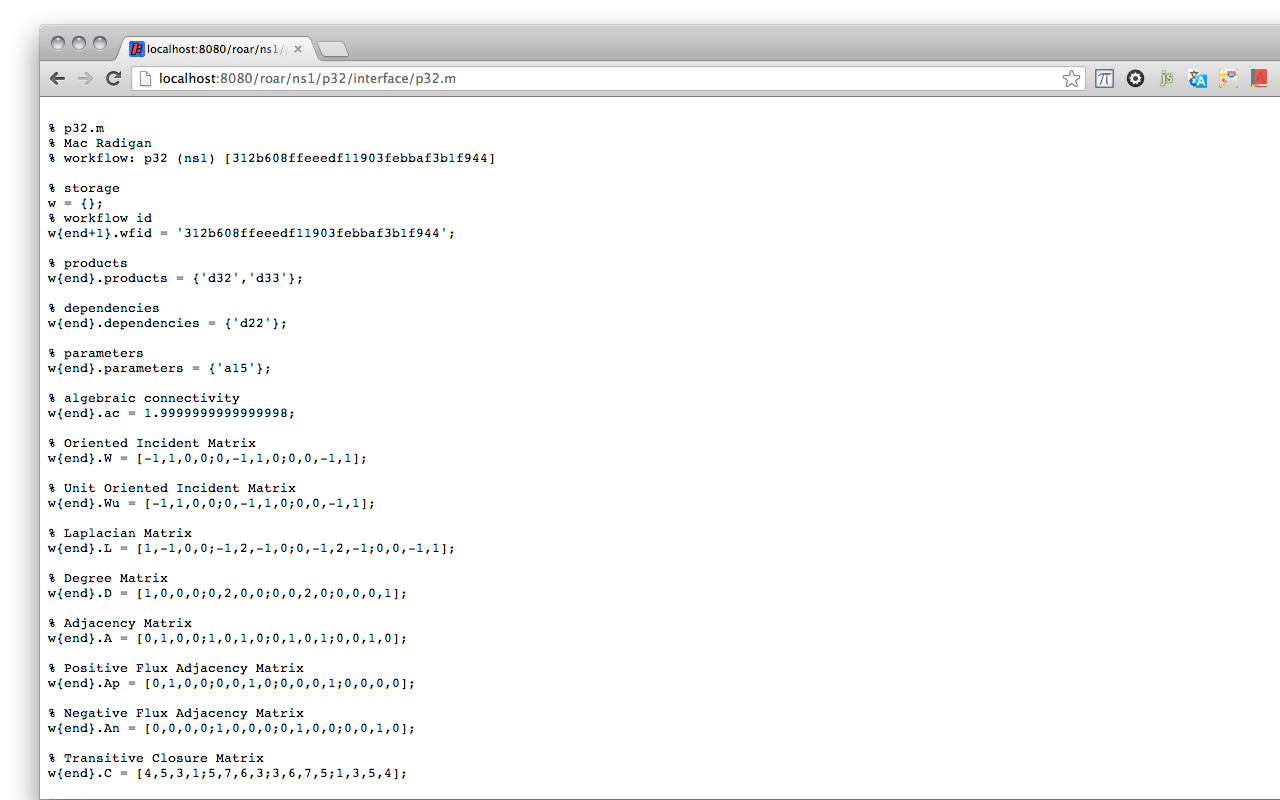 localhost:8080/roar/ns1/
localhost:8080/roar/ns1/p32/interface/p32.m
% p32.m
% Mac Radigan
% workflow: p32 (ns1) [312b608ffeeedf11903febbaf3b1f944]
% storage
w = {};
% workflow id
w{end+1}.wfid = '312b608ffeeedf11903febbaf3b1f944';
% products
w{end}.products = {'d32','d33'};
% dependencies
w{end}.dependencies = {'d22'};
% parameters
w{end}.parameters = {'a15'};
% algebraic connectivity
w{end}.ac = 1.9999999999999998;
% Oriented Incident Matrix
w{end}.W = [-1,1,0,0;0,-1,1,0;0,0,-1,1];
% Unit Oriented Incident Matrix
w{end}.Wu = [-1,1,0,0;0,-1,1,0;0,0,-1,1];
% Laplacian Matrix
w{end}.L = [1,-1,0,0;-1,2,-1,0;0,-1,2,-1;0,0,-1,1];
% Degree Matrix
w{end}.D = [1,0,0,0;0,2,0,0;0,0,2,0;0,0,0,1];
% Adjacency Matrix
w{end}.A = [0,1,0,0;1,0,1,0;0,1,0,1;0,0,1,0];
% Positive Flux Adjacency Matrix
w{end}.Ap = [0,1,0,0;0,0,1,0;0,0,0,1;0,0,0,0];
% Negative Flux Adjacency Matrix
w{end}.An = [0,0,0,0;1,0,0,0;0,1,0,0;0,0,1,0];
% Transitive Closure Matrix
w{end}.C = [4,5,3,1;5,7,6,3;3,6,7,5;1,3,5,4];